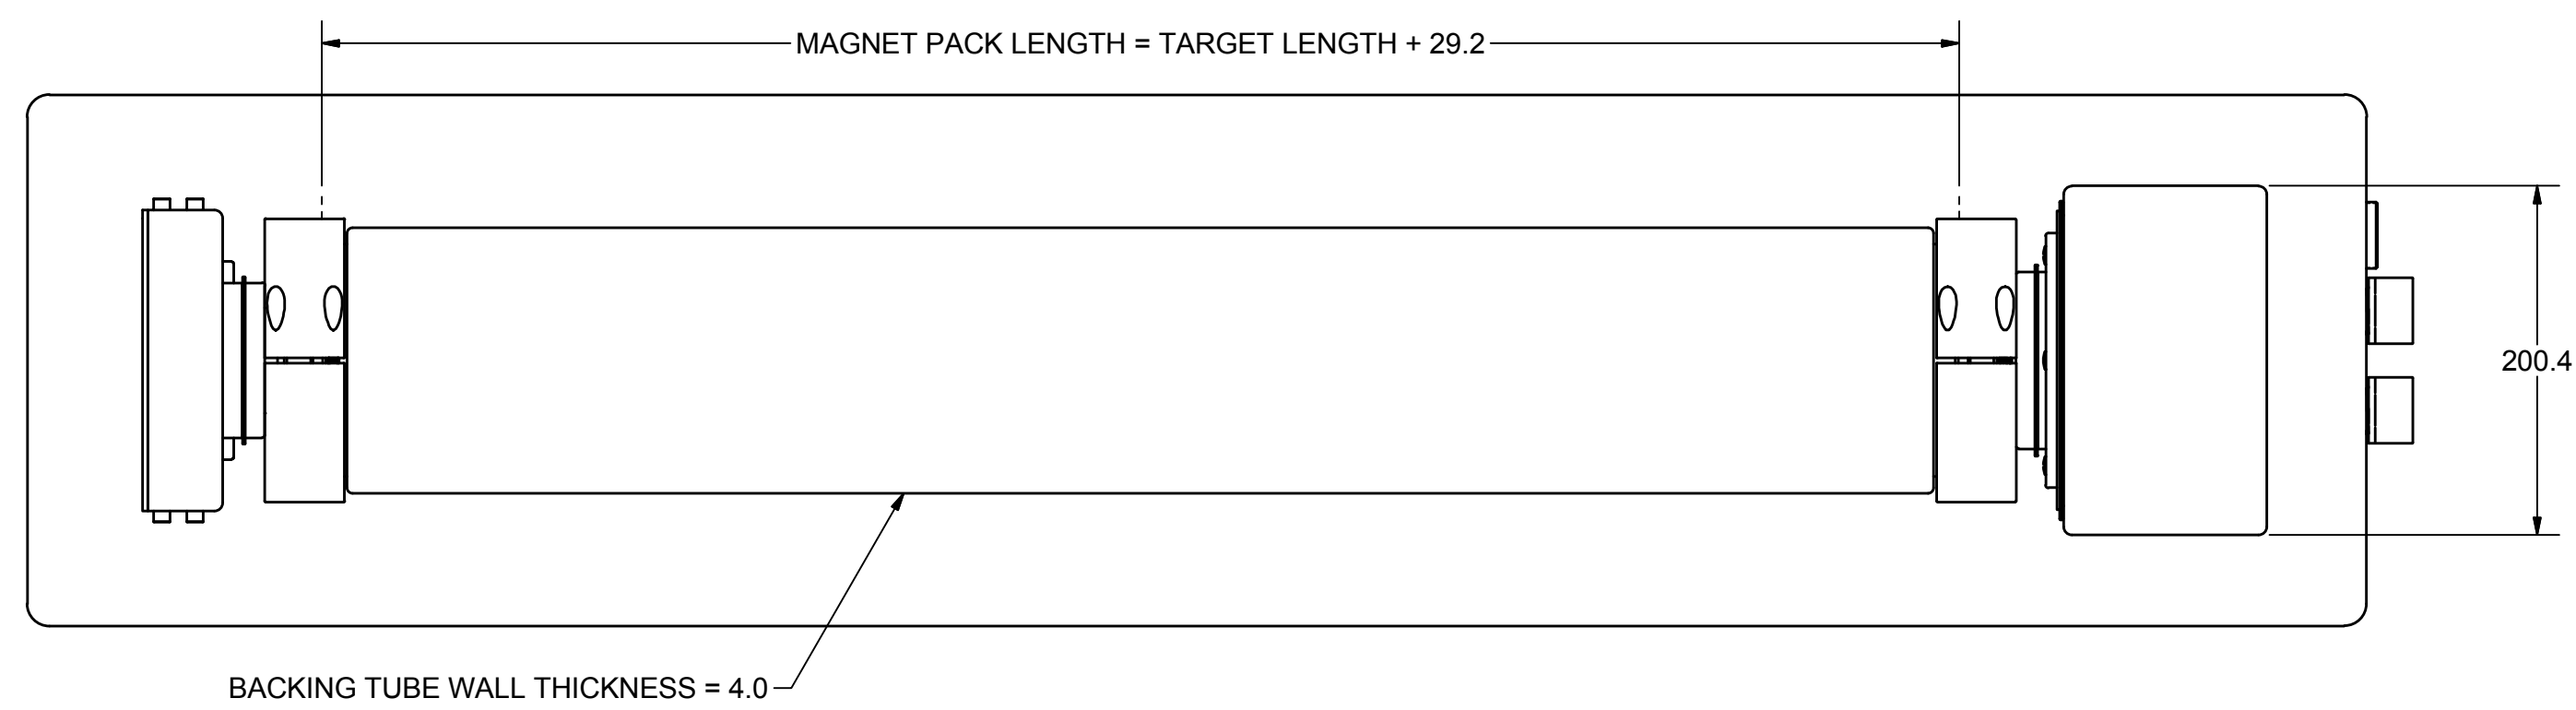 MAGNET PACK LENGTH = TARGET LENGTH + 29.2
200.4
BACKING TUBE WALL THICKNESS = 4.0